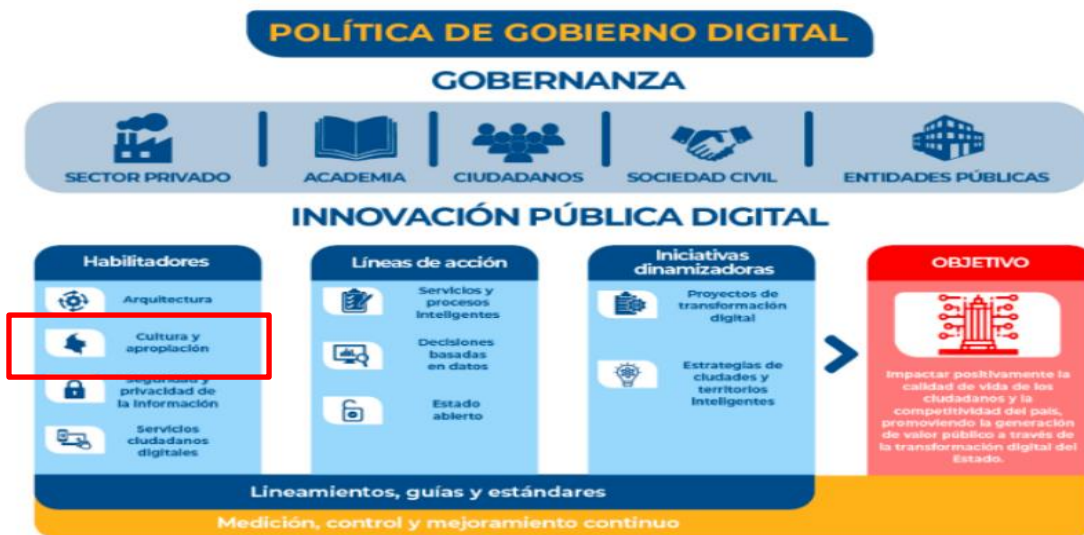 POLÍTICA DE GOBIERNO DIGITAL
GOBERNANZA
SECTOR PRIVADO
ACADEMIA
CIUDADANOS
SOCIEDAD CIVIL
ENTIDADES PÚBLICAS
INNOVACIÓN PÚBLICA DIGITAL
Habilitadores
Arquitectura
Cultura y
apropiación
Seguridad y
privacidad de
la información
Servicios
ciudadanos
digitales
Líneas de acción
Servicios y
procesos
inteligentes
Decisiones
basadas
en datos
Estado
abierto
Iniciativas
dinamizadoras
Proyectos de
transformación
digital
Estrategias de
ciudades y
territorios
inteligentes
OBJETIVO
Impactar positivamente la
calidad de vida de los
ciudadanos y la
competitividad del país,
promoviendo la generación
de valor público a través de
la transformación digital del
Estado.
Lineamientos, guías y estándares
Medición, control y mejoramiento continuo